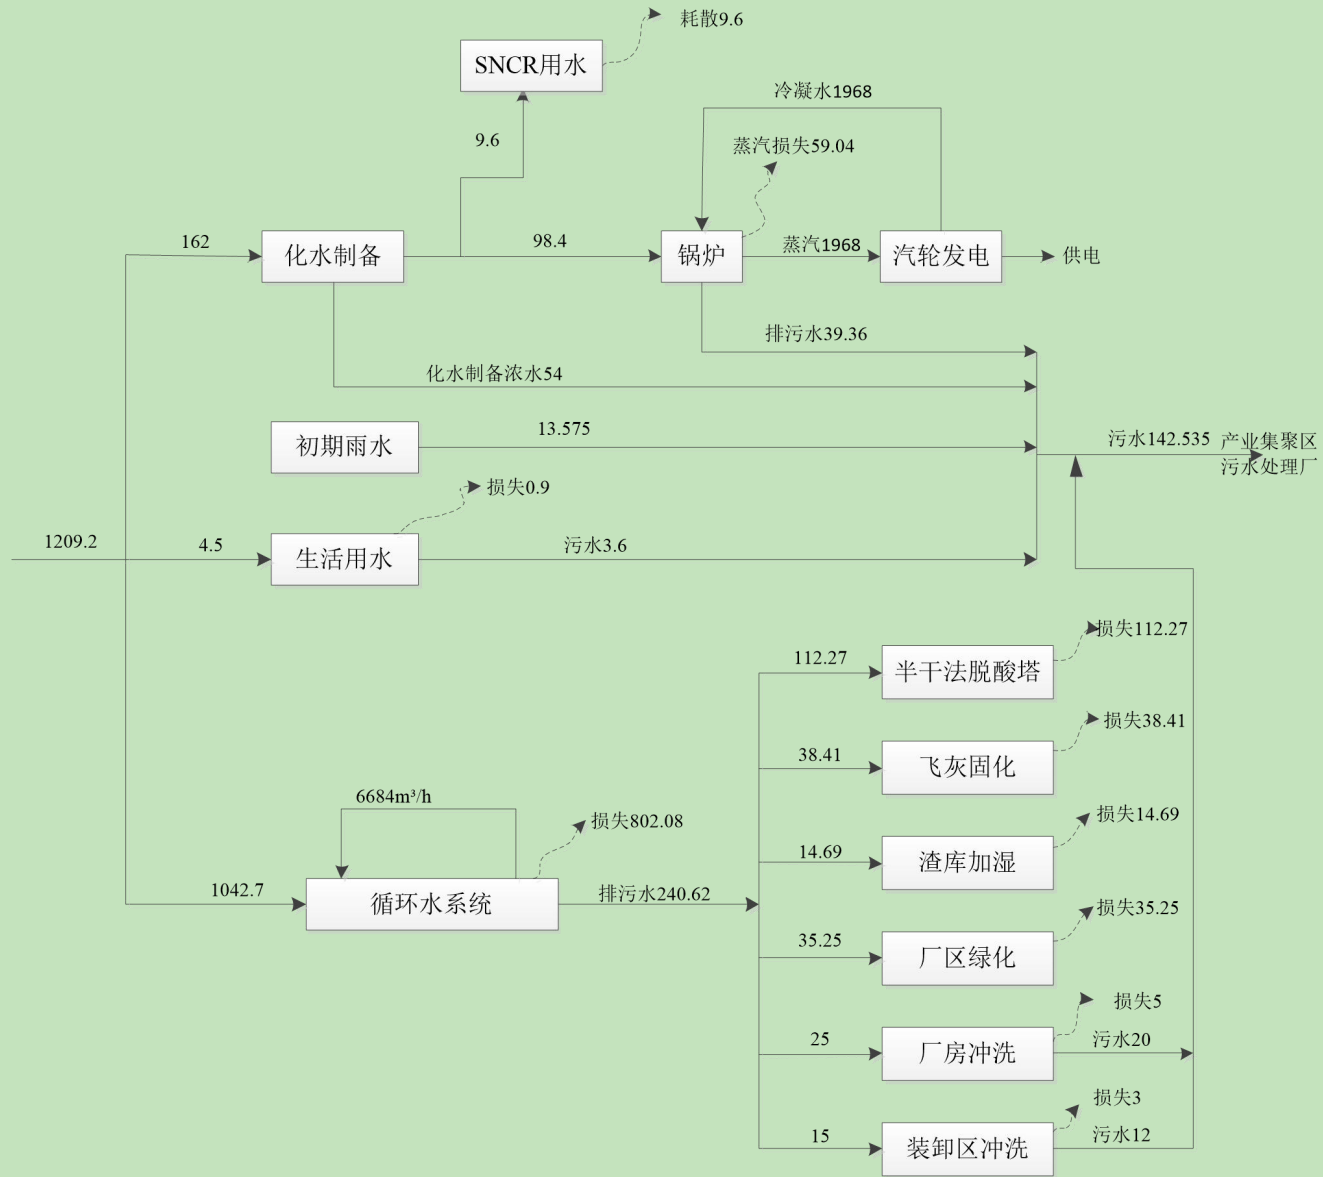 耗散9.6
SNCR用水
冷凝水1968
9.6
蒸汽损失59.04
162
化水制备
98.4
锅炉
蒸汽1968
汽轮发电
供电
排污水39.36
化水制备浓水54
初期雨水
13.575
污水142.535
产业集聚区
污水处理厂
损失0.9
1209.2
4.5
生活用水
污水3.6
损失112.27
112.27
半干法脱酸塔
损失38.41
38.41
飞灰固化
6684m³/h
损失802.08
损失14.69
14.69
渣库加湿
1042.7
循环水系统
排污水240.62
损失35.25
35.25
厂区绿化
损失5
25
厂房冲洗
污水20
损失3
15
装卸区冲洗
污水12